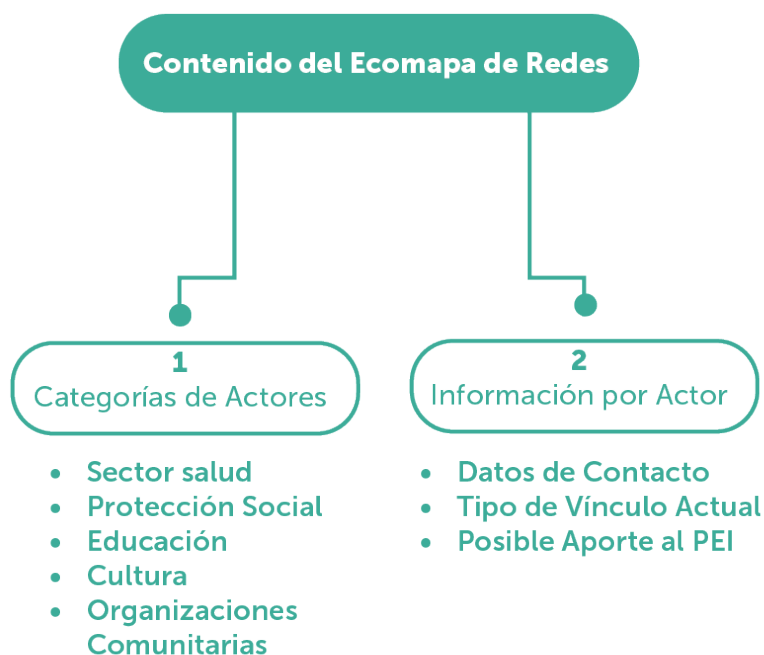 Contenido del Ecomapa de Redes
1
Categorías de Actores
• Sector salud
• Protección Social
• Educación
• Cultura
• Organizaciones
Comunitarias
2
Información por Actor
• Datos de Contacto
• Tipo de Vínculo Actual
• Posible Aporte al PEI